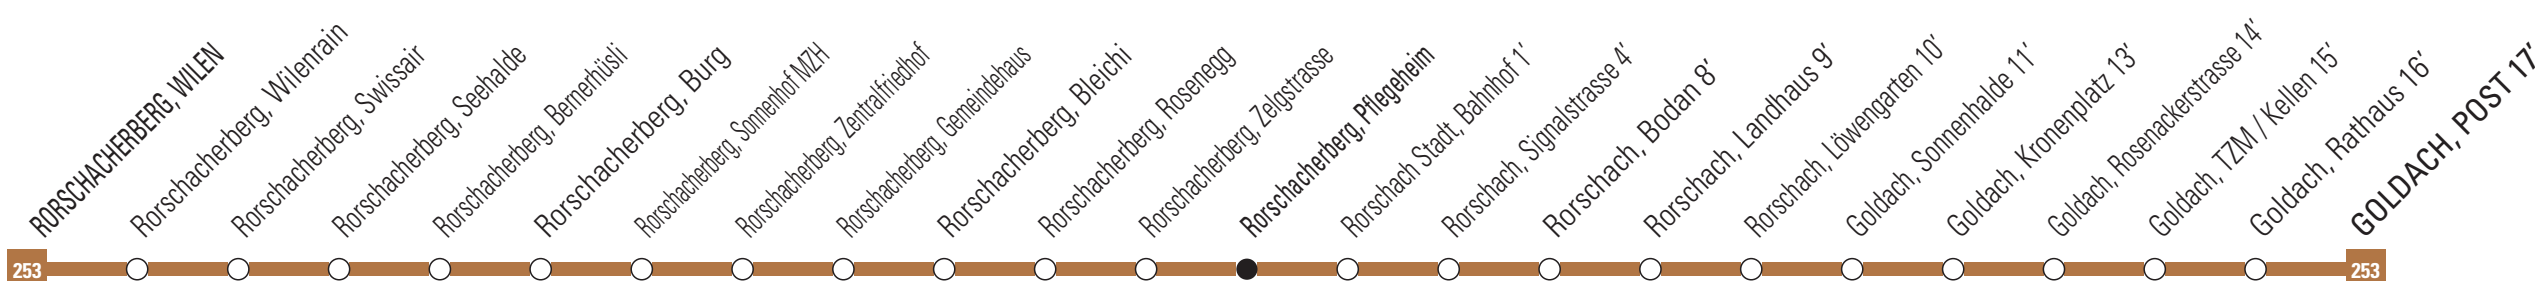 RORSCHACHERBERG, WILEN
Rorschacherberg, Wilenrain
Rorschacherberg, Swissair
Rorschacherberg, Seehalde
Rorschacherberg, Bernerhüsli
Rorschacherberg, Burg
Rorschacherberg, Sonnenhof MZH
Rorschacherberg, Zentralfriedhof
Rorschacherberg, Gemeindehaus
Rorschacherberg, Bleichi
Rorschacherberg, Rosenegg
Rorschacherberg, Zelgstrasse
Rorschacherberg, Pflegeheim
Rorschach Stadt, Bahnhof 1’
Rorschach, Signalstrasse 4’
Rorschach, Bodan 8’
Rorschach, Landhaus 9’
Rorschach, Löwengarten 10’
Goldach, Sonnenhalde 11’
Goldach, Kronenplatz 13’
Goldach, Rosenackerstrasse 14’
Goldach, TZM / Kellen 15’
Goldach, Rathaus 16’
GOLDACH, POST 17’
253
253